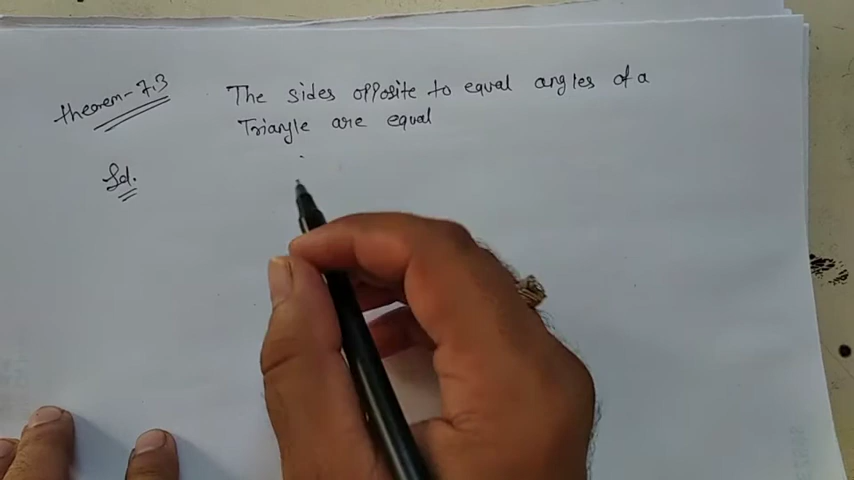 theorem-7.3 The sides opposite to equal angles of a
Triangle are equal
Sol.